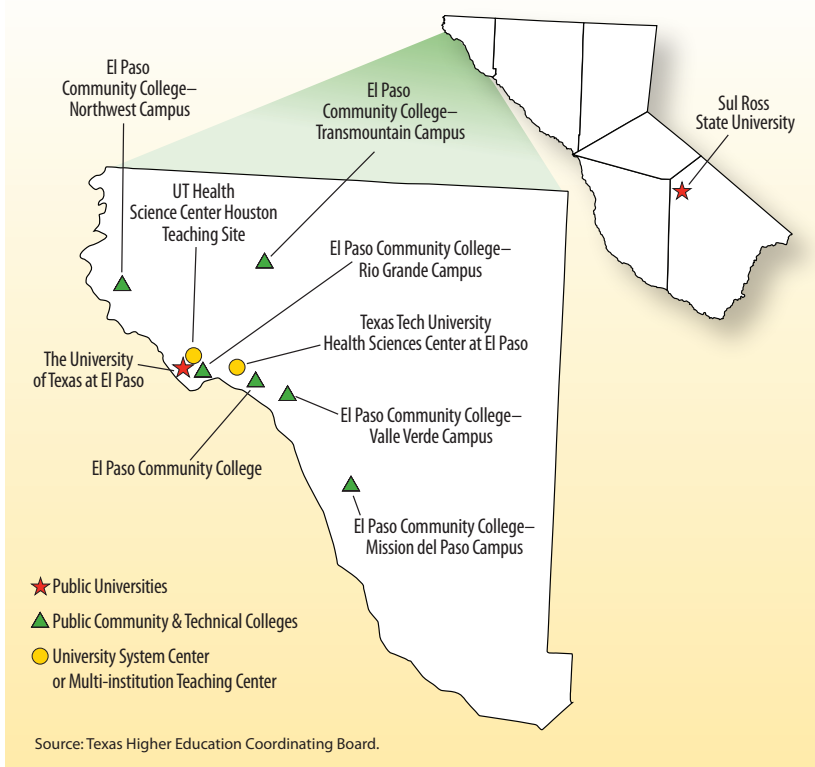 El Paso
Community College–
Northwest Campus
El Paso
Community College–
Transmountain Campus
Sul Ross
State University
UT Health
Science Center Houston
Teaching Site
El Paso Community College–
Rio Grande Campus
Texas Tech University
Health Sciences Center at El Paso
The University
of Texas at El Paso
El Paso Community College–
Valle Verde Campus
El Paso Community College
El Paso Community College–
Mission del Paso Campus
Public Universities
Public Community & Technical Colleges
University System Center
or Multi-institution Teaching Center
Source: Texas Higher Education Coordinating Board.